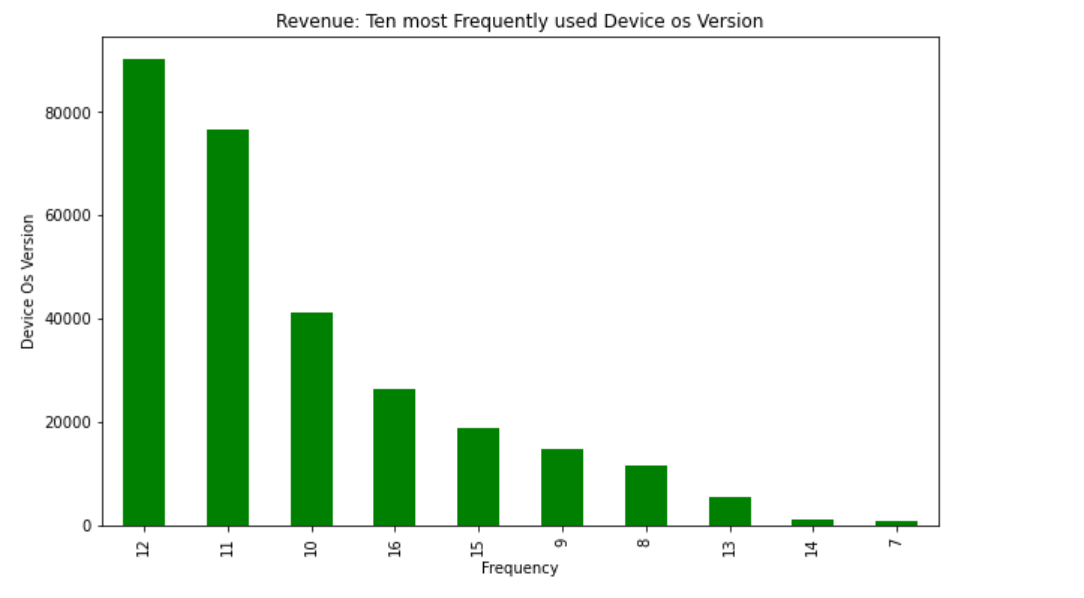 Revenue: Ten most Frequently used Device os Version
Device Os Version
80000
60000
40000
20000
0
12 11 10 16 15 9 8 13 14 7
Frequency